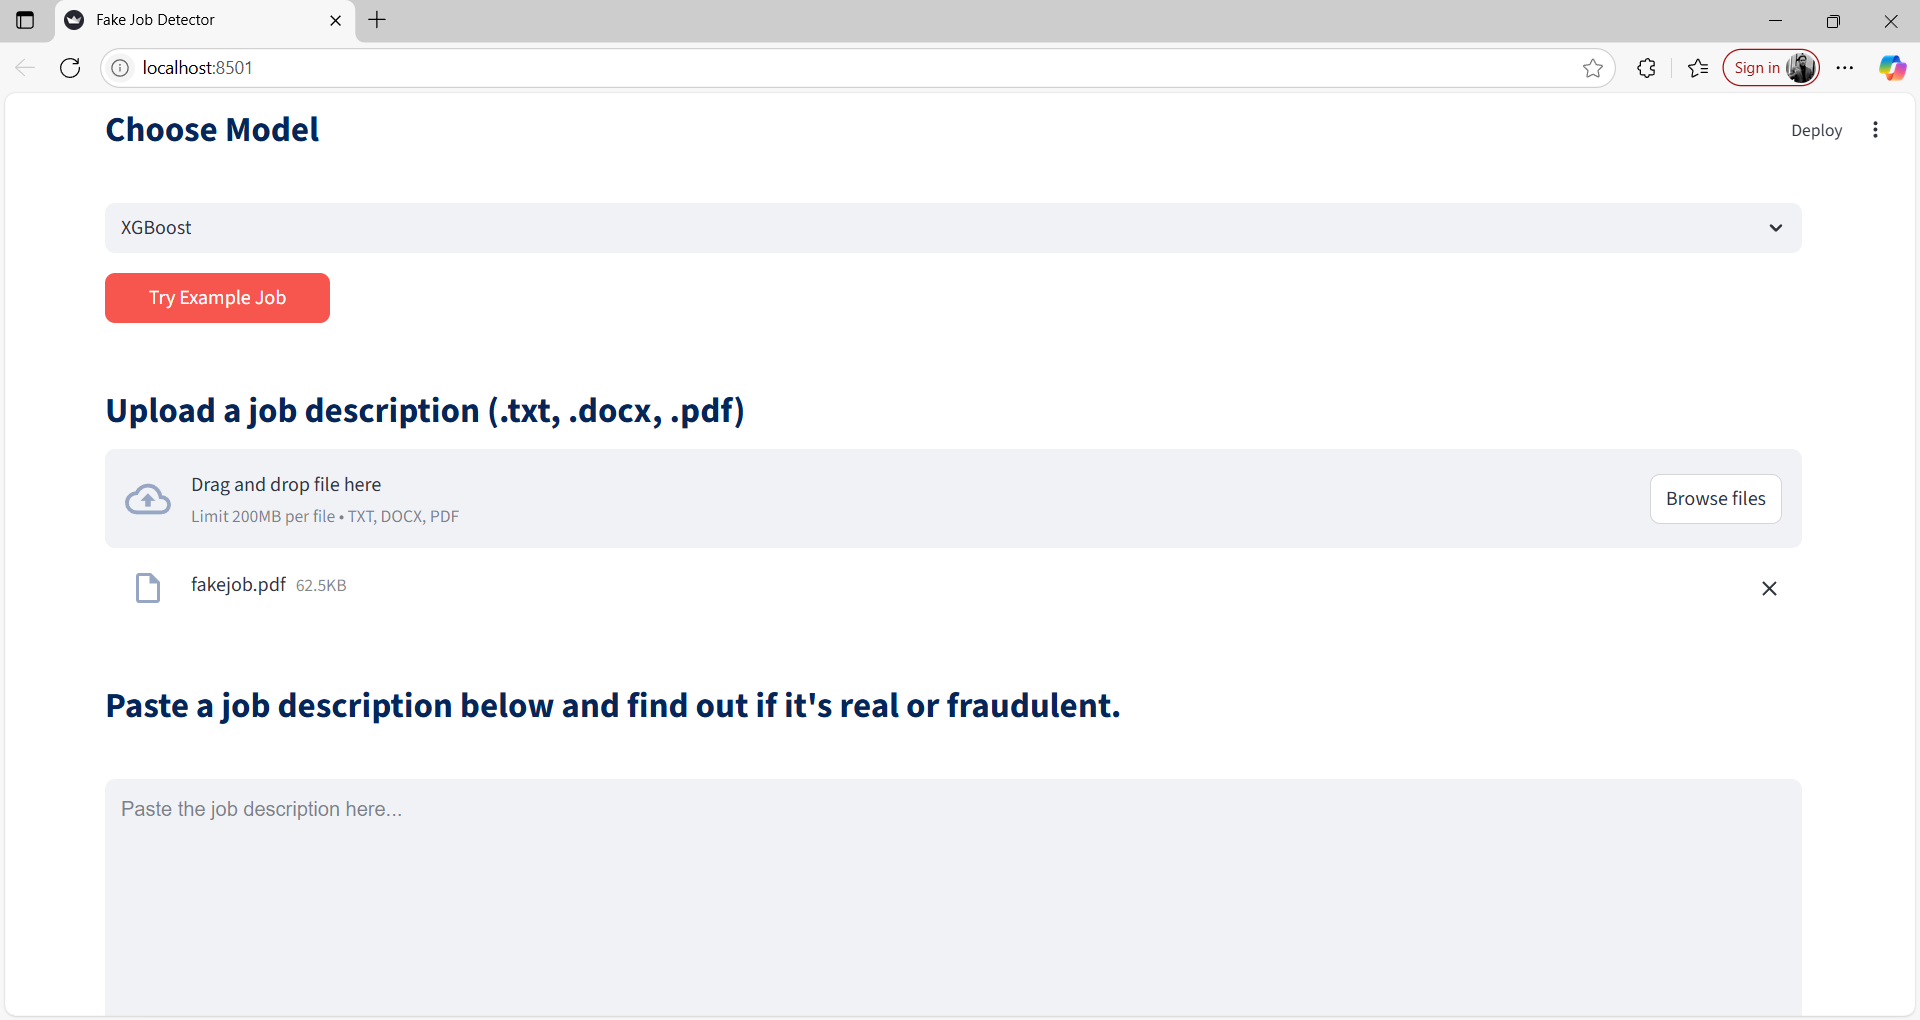 Fake Job Detector
localhost:8501
Sign in
Choose Model
Deploy
XGBoost
Try Example Job
Upload a job description (.txt, .docx, .pdf)
Drag and drop file here
Limit 200MB per file • TXT, DOCX, PDF
Browse files
fakejob.pdf 62.5KB
Paste a job description below and find out if it's real or fraudulent.
Paste the job description here...